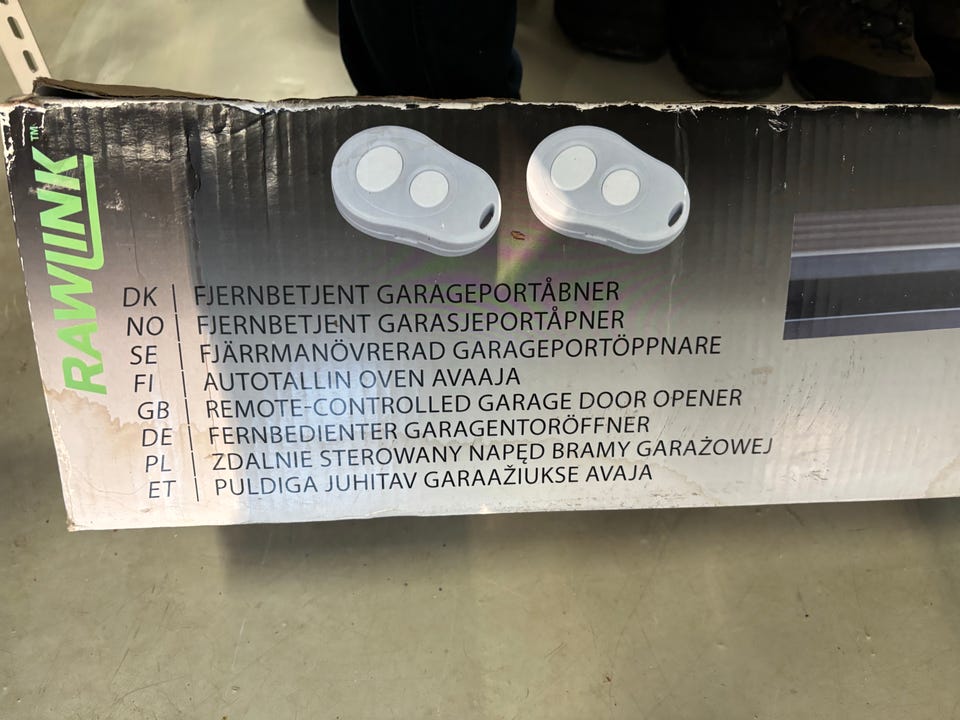 RAWLINK™
DK | FJERNBETJENT GARAGEPORTÅBNER
NO | FJERNBETJENT GARASJEPORTÅPNER
SE | FJÄRRMANÖVRERAD GARAGEPORTÖPPNARE
FI | AUTOTALLIN OVEN AVAAJA
GB | REMOTE-CONTROLLED GARAGE DOOR OPENER
DE | FERNBEDIENTER GARAGENTORÖFFNER
PL | ZDALNIE STEROWANY NAPĘD BRAMY GARAŻOWEJ
ET | PULDIGA JUHITAV GARAAŽIUKSE AVAJA